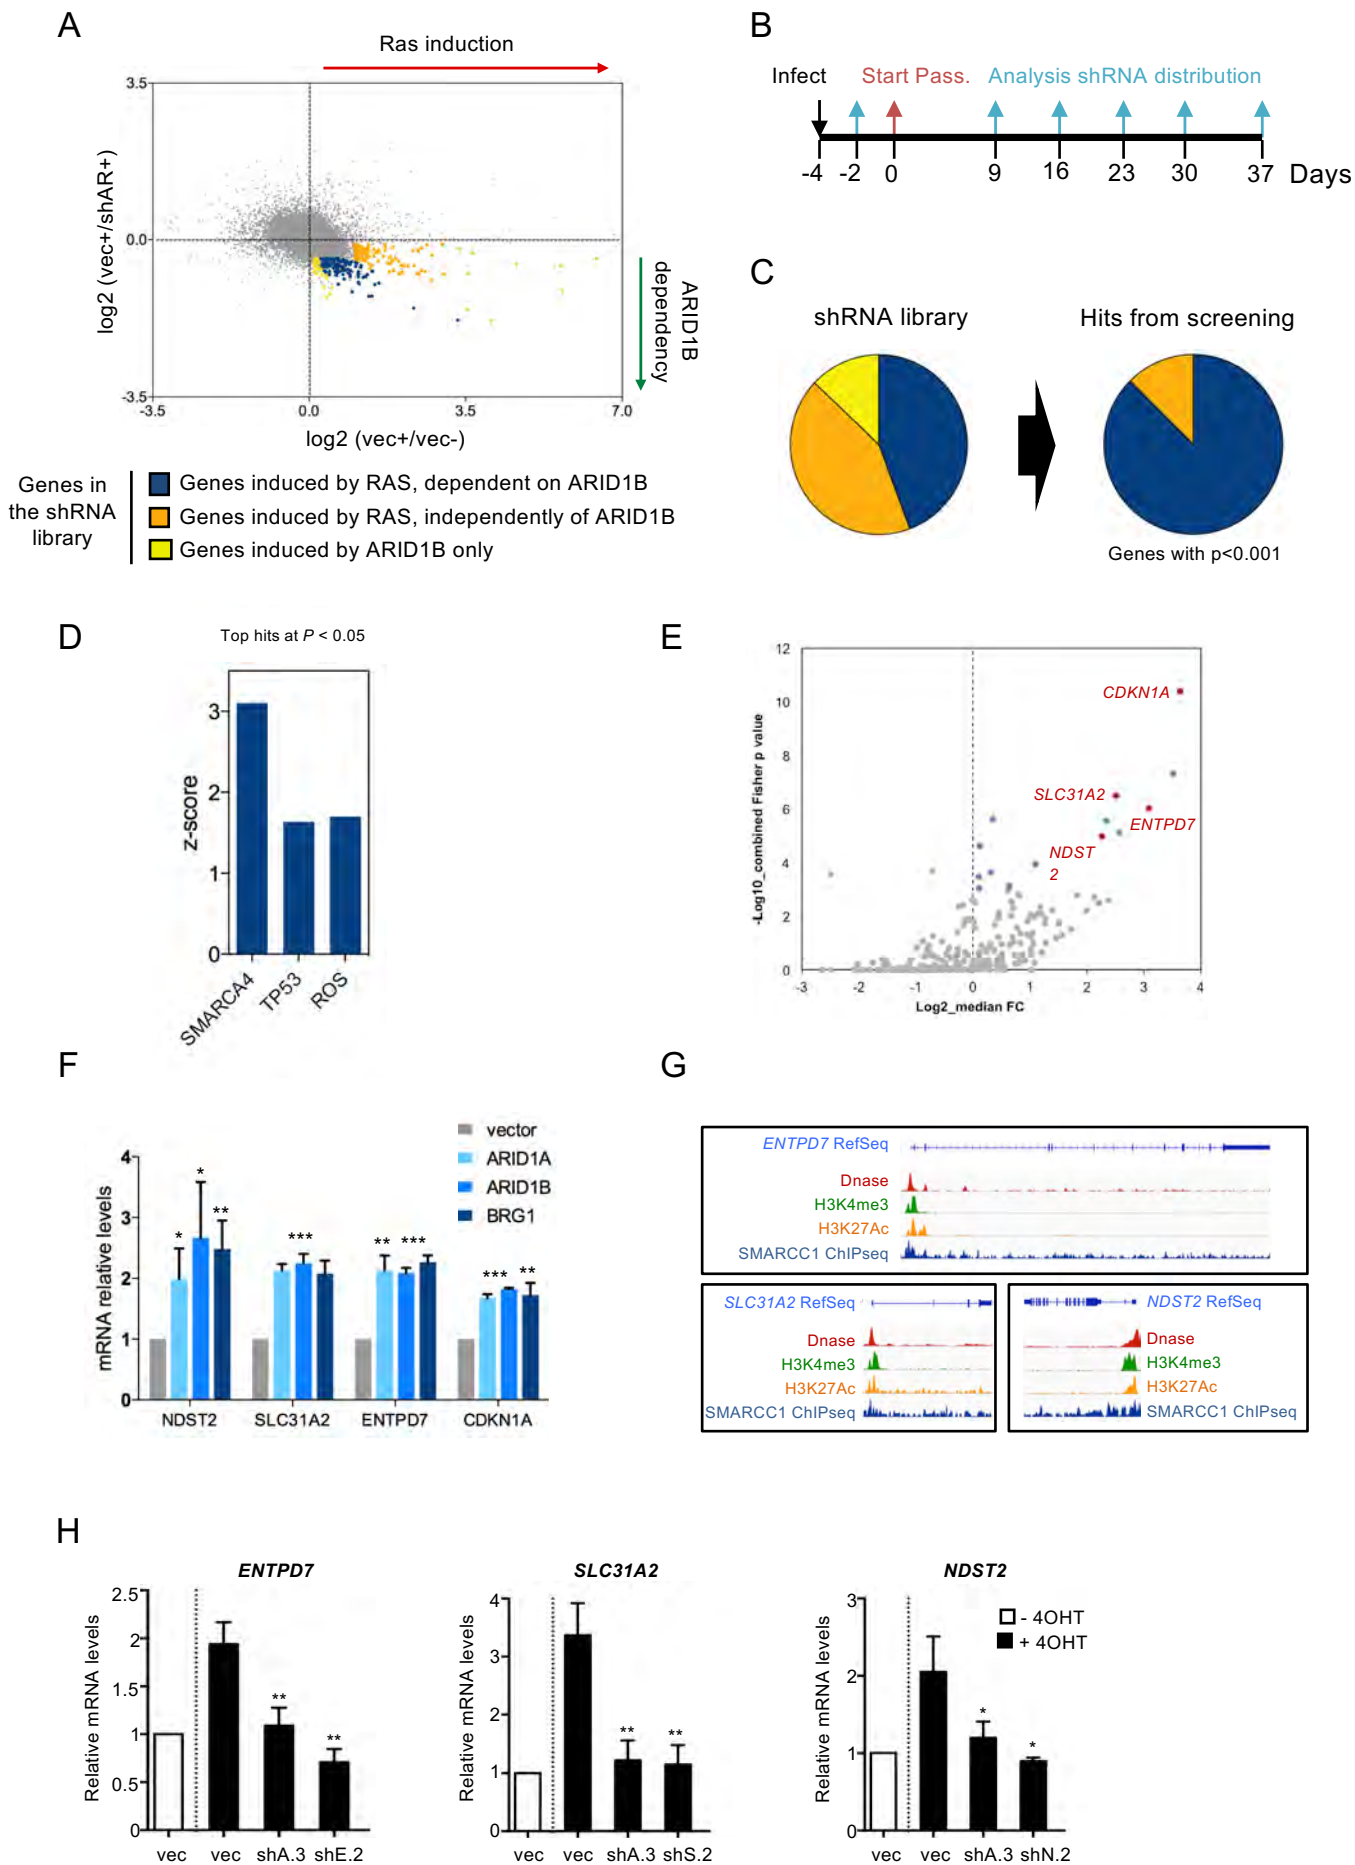 A
Ras induction
3.5
0.0
-3.5
-3.5
0.0
3.5
7.0
log2 (vec+/shAR+)
log2 (vec+/vec-)
ARID1B
dependency
Genes in
the shRNA
library
Genes induced by RAS, dependent on ARID1B
Genes induced by RAS, independently of ARID1B
Genes induced by ARID1B only
B
Infect
Start Pass.
Analysis shRNA distribution
-4
-2
0
9
16
23
30
37
Days
C
shRNA library
Hits from screening
Genes with p<0.001
D
Top hits at P < 0.05
z-score
3
2
1
0
SMARCA4
TP53
ROS
E
-Log10_combined Fisher p value
12
10
8
6
4
2
0
-3
-2
-1
0
1
2
3
4
Log2_median FC
CDKN1A
SLC31A2
ENTPD7
NDST
2
F
mRNA relative levels
4
3
2
1
0
vector
ARID1A
ARID1B
BRG1
*
*
**
***
**
***
***
**
NDST2
SLC31A2
ENTPD7
CDKN1A
G
ENTPD7 RefSeq
Dnase
H3K4me3
H3K27Ac
SMARCC1 ChIPseq
SLC31A2 RefSeq
Dnase
H3K4me3
H3K27Ac
SMARCC1 ChIPseq
NDST2 RefSeq
Dnase
H3K4me3
H3K27Ac
SMARCC1 ChIPseq
H
ENTPD7
Relative mRNA levels
2.5
2
1.5
1
0.5
0
**
**
vec
vec
shA.3
shE.2
SLC31A2
Relative mRNA levels
4
3
2
1
0
**
**
vec
vec
shA.3
shS.2
NDST2
Relative mRNA levels
3
2
1
0
*
*
vec
vec
shA.3
shN.2
- 4OHT
+ 4OHT